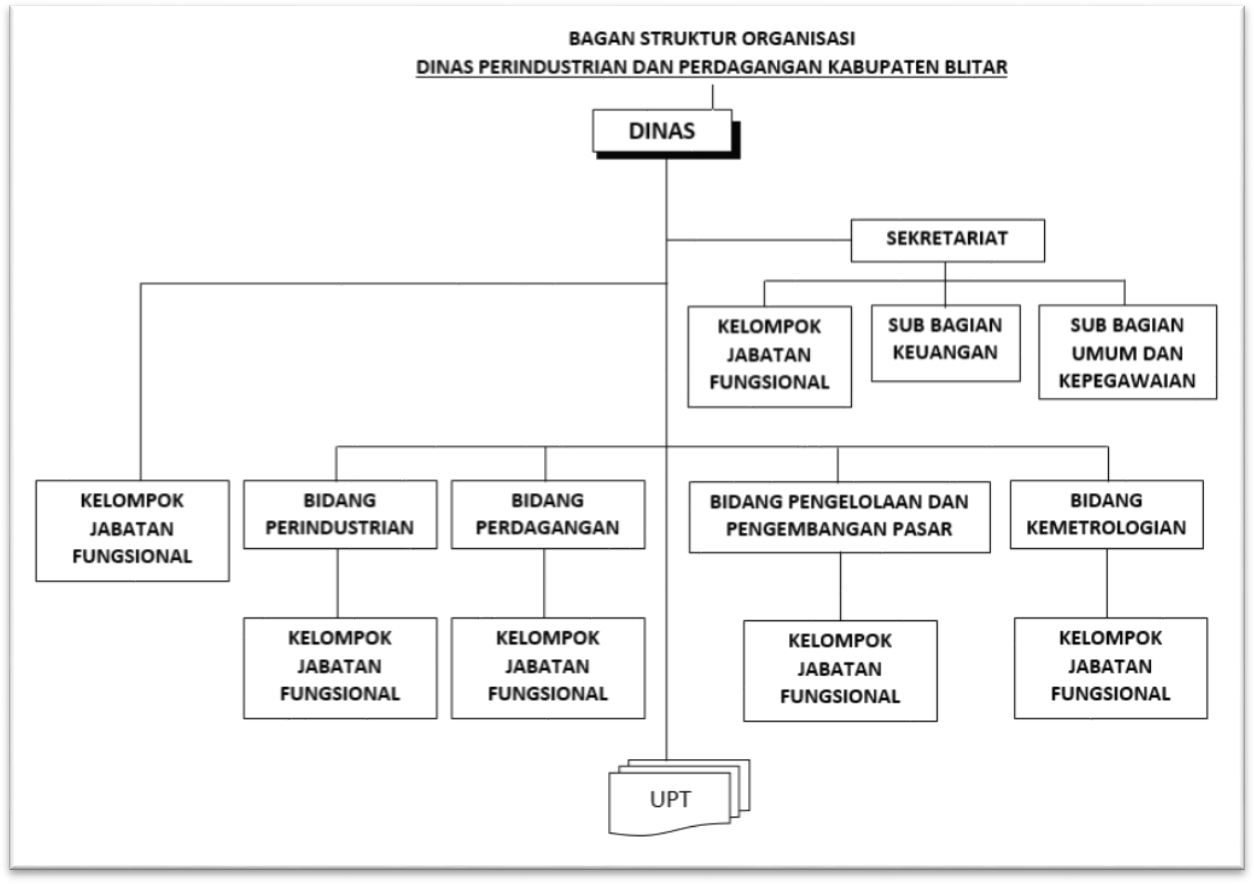 BAGAN STRUKTUR ORGANISASI
DINAS PERINDUSTRIAN DAN PERDAGANGAN KABUPATEN BLITAR
DINAS
SEKRETARIAT
KELOMPOK
JABATAN
FUNGSIONAL
SUB BAGIAN
KEUANGAN
SUB BAGIAN
UMUM DAN
KEPEGAWAIAN
KELOMPOK
JABATAN
FUNGSIONAL
BIDANG
PERINDUSTRIAN
BIDANG
PERDAGANGAN
BIDANG PENGELOLAAN DAN
PENGEMBANGAN PASAR
BIDANG
KEMETROLOGIAN
KELOMPOK
JABATAN
FUNGSIONAL
KELOMPOK
JABATAN
FUNGSIONAL
KELOMPOK
JABATAN
FUNGSIONAL
KELOMPOK
JABATAN
FUNGSIONAL
UPT